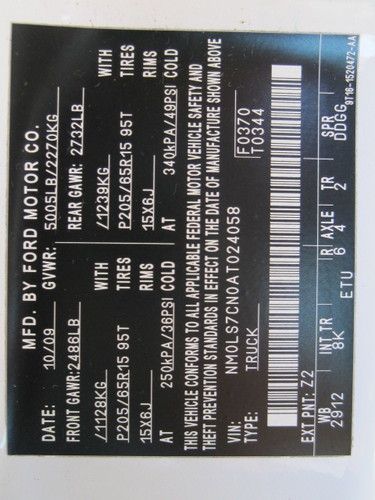 MFD. BY FORD MOTOR CO.
DATE: 10/09 GVWR: 5005LB/2270KG
FRONT GAWR: 2486LB REAR GAWR: 2732LB
/1128KG WITH /1239KG WITH
P205/65R15 95T TIRES P205/65R15 95T TIRES
15X6J RIMS 15X6J RIMS
AT 250kPA/36PSI COLD AT 340kPA/49PSI COLD
THIS VEHICLE CONFORMS TO ALL APPLICABLE FEDERAL MOTOR VEHICLE SAFETY AND
THEFT PREVENTION STANDARDS IN EFFECT ON THE DATE OF MANUFACTURE SHOWN ABOVE
VIN: NM0LS7CN0AT024058 F0370
TYPE: TRUCK T0344
EXT PNT: Z2
W/B INT TR R AXLE TR SPR
2912 8K 6 4 2 DDGG
ETU 9T16-1520472-AA